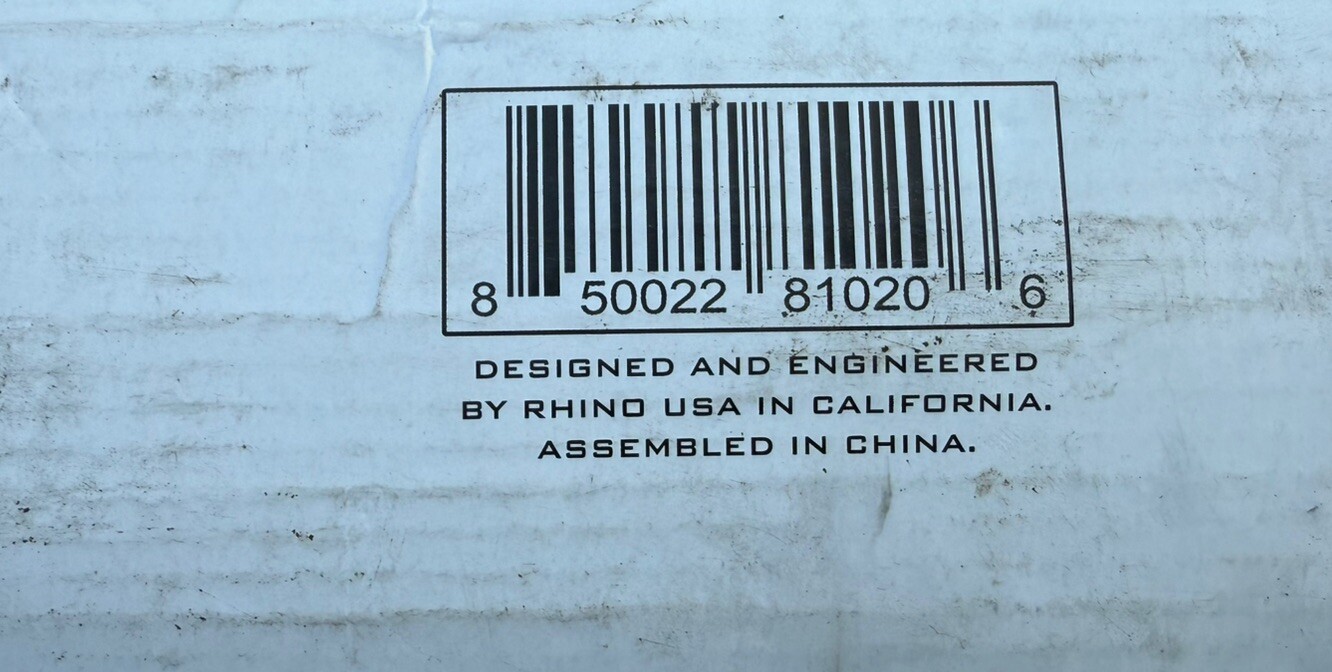 8 50022 81020 6
DESIGNED AND ENGINEERED
BY RHINO USA IN CALIFORNIA.
ASSEMBLED IN CHINA.